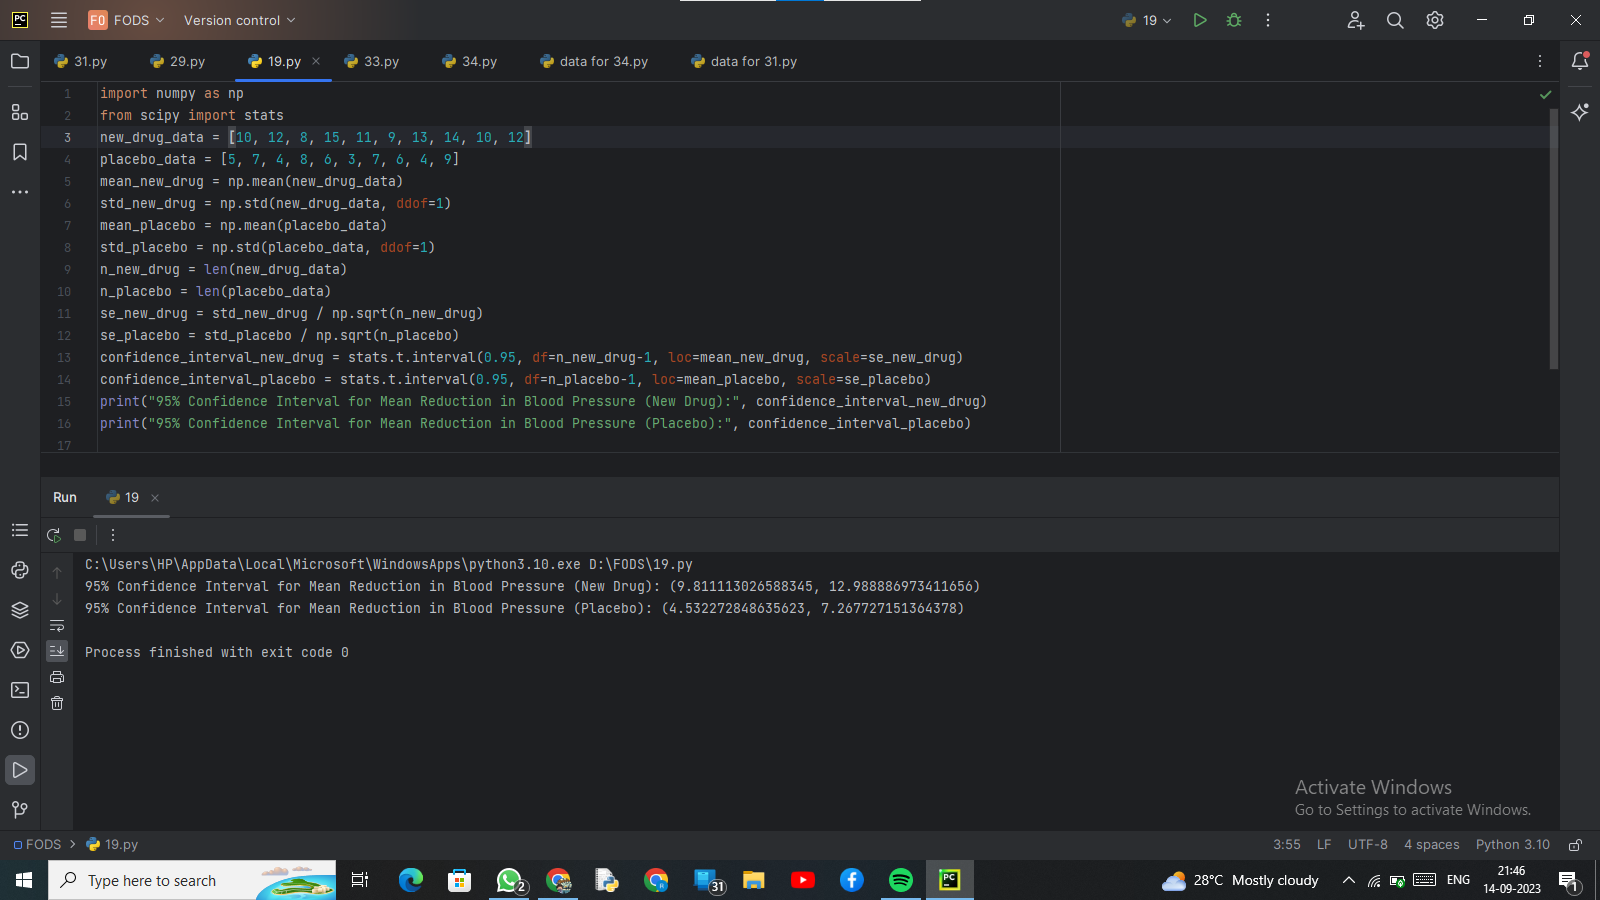 PC FO FODS Version control 19
31.py 29.py 19.py 33.py 34.py data for 34.py data for 31.py
1 import numpy as np
2 from scipy import stats
3 new_drug_data = [10, 12, 8, 15, 11, 9, 13, 14, 10, 12]
4 placebo_data = [5, 7, 4, 8, 6, 3, 7, 6, 4, 9]
5 mean_new_drug = np.mean(new_drug_data)
6 std_new_drug = np.std(new_drug_data, ddof=1)
7 mean_placebo = np.mean(placebo_data)
8 std_placebo = np.std(placebo_data, ddof=1)
9 n_new_drug = len(new_drug_data)
10 n_placebo = len(placebo_data)
11 se_new_drug = std_new_drug / np.sqrt(n_new_drug)
12 se_placebo = std_placebo / np.sqrt(n_placebo)
13 confidence_interval_new_drug = stats.t.interval(0.95, df=n_new_drug-1, loc=mean_new_drug, scale=se_new_drug)
14 confidence_interval_placebo = stats.t.interval(0.95, df=n_placebo-1, loc=mean_placebo, scale=se_placebo)
15 print("95% Confidence Interval for Mean Reduction in Blood Pressure (New Drug):", confidence_interval_new_drug)
16 print("95% Confidence Interval for Mean Reduction in Blood Pressure (Placebo):", confidence_interval_placebo)
17
Run 19
C:\Users\HP\AppData\Local\Microsoft\WindowsApps\python3.10.exe D:\FODS\19.py
95% Confidence Interval for Mean Reduction in Blood Pressure (New Drug): (9.811113026588345, 12.988886973411656)
95% Confidence Interval for Mean Reduction in Blood Pressure (Placebo): (4.532272848635623, 7.267727151364378)
Process finished with exit code 0
Activate Windows
Go to Settings to activate Windows.
FODS 19.py 3:55 LF UTF-8 4 spaces Python 3.10
Type here to search 2 31 PC 28°C Mostly cloudy ENG 21:46 1
14-09-2023